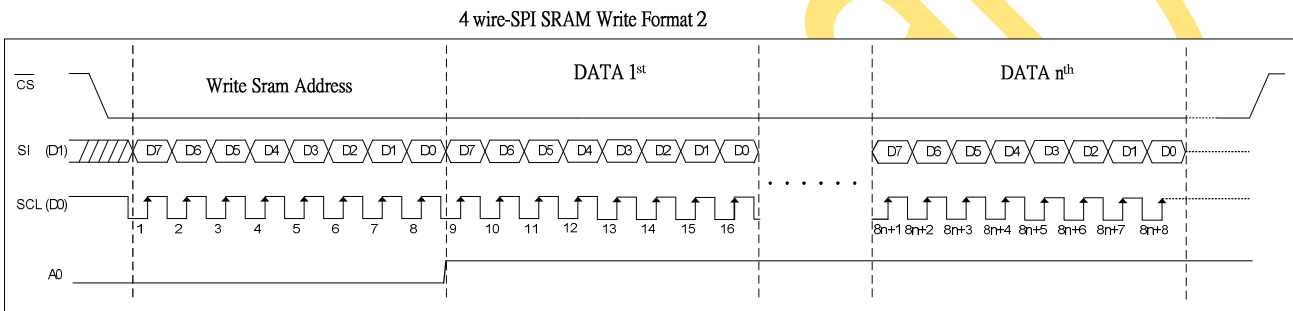 4 wire-SPI SRAM Write Format 2
CS Write Sram Address DATA 1st DATA nth
SI (D1) D7 D6 D5 D4 D3 D2 D1 D0 D7 D6 D5 D4 D3 D2 D1 D0 D7 D6 D5 D4 D3 D2 D1 D0
SCL (D0)
1 2 3 4 5 6 7 8 9 10 11 12 13 14 15 16 8n+1 8n+2 8n+3 8n+4 8n+5 8n+6 8n+7 8n+8
A0